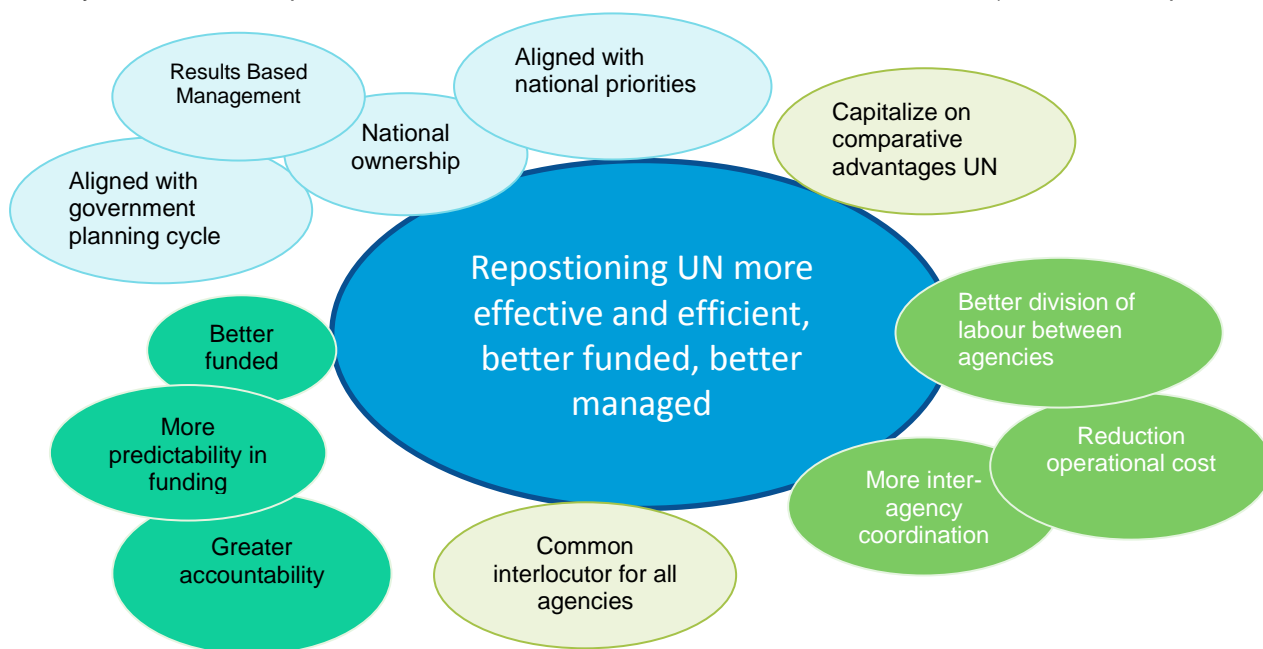 Results Based
Management
Aligned with
national priorities
National
ownership
Capitalize on
comparative
advantages UN
Aligned with
government
planning cycle
Repostioning UN more
effective and efficient,
better funded, better
managed
Better
funded
Better division of
labour between
agencies
More
predictability in
funding
Reduction
operational cost
More inter-
agency
coordination
Greater
accountability
Common
interlocutor for all
agencies